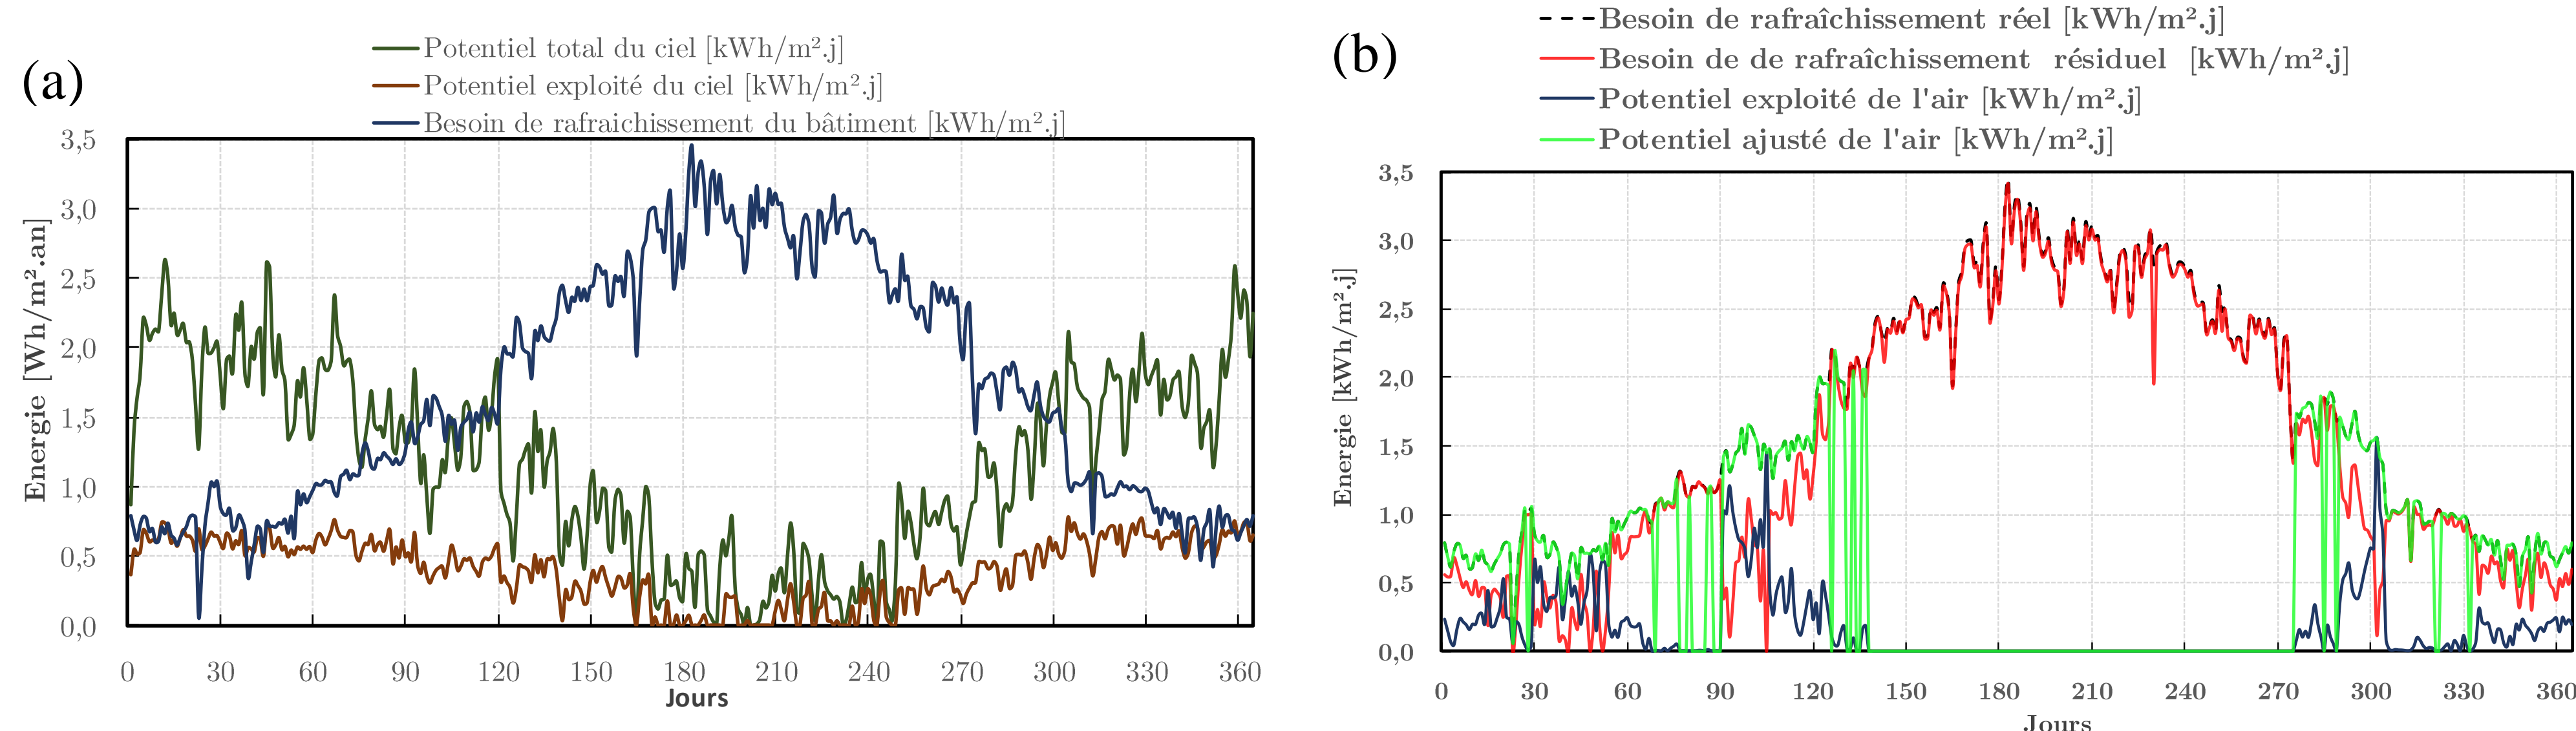 (a)
Potentiel total du ciel [kWh/m².j]
Potentiel exploité du ciel [kWh/m².j]
Besoin de rafraichissement du bâtiment [kWh/m².j]
Energie [Wh/m².an]
3,5
3,0
2,5
2,0
1,5
1,0
0,5
0,0
0 30 60 90 120 150 180 210 240 270 300 330 360
Jours
(b)
Besoin de rafraîchissement réel [kWh/m².j]
Besoin de de rafraîchissement résiduel [kWh/m².j]
Potentiel exploité de l'air [kWh/m².j]
Potentiel ajusté de l'air [kWh/m².j]
Energie [kWh/m².j]
3,5
3,0
2,5
2,0
1,5
1,0
0,5
0,0
0 30 60 90 120 150 180 210 240 270 300 330 360
Jours